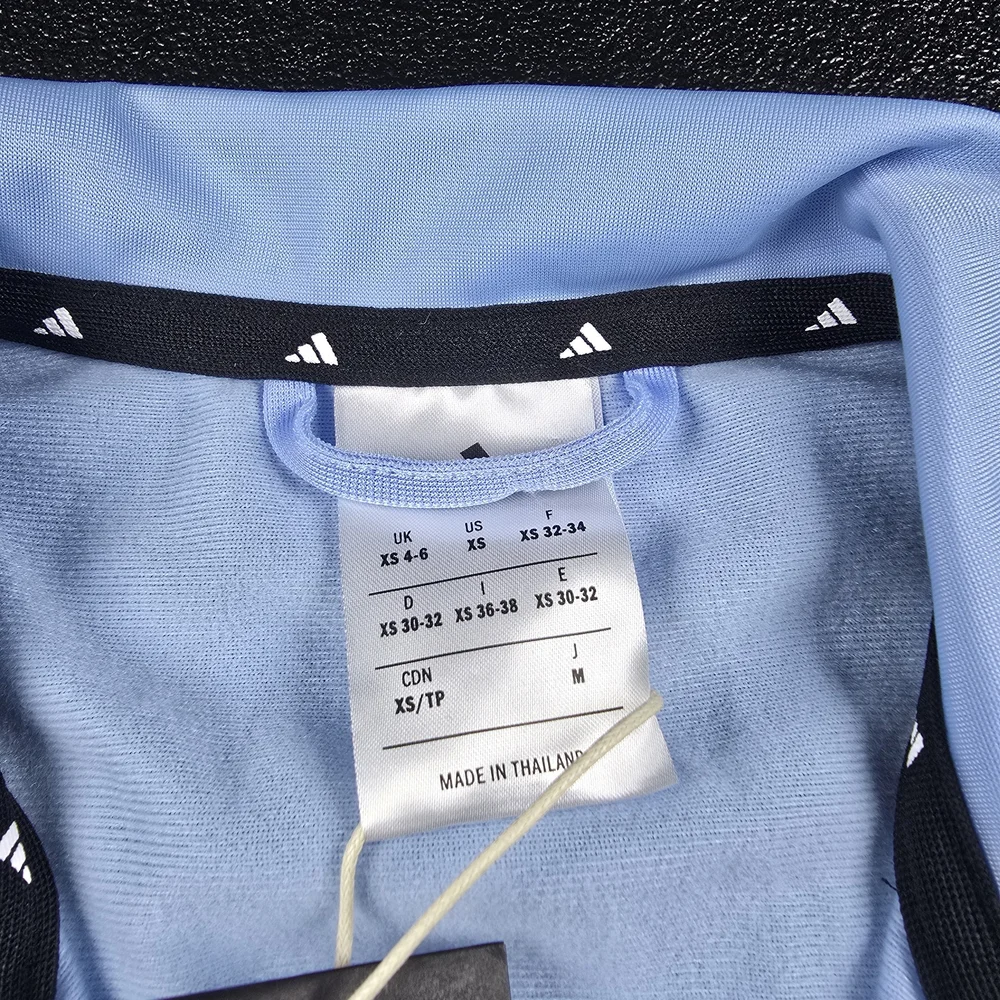 UK US F
XS 4-6 XS XS 32-34
D I E
XS 30-32 XS 36-38 XS 30-32
CDN J
XS/TP M
MADE IN THAILAND